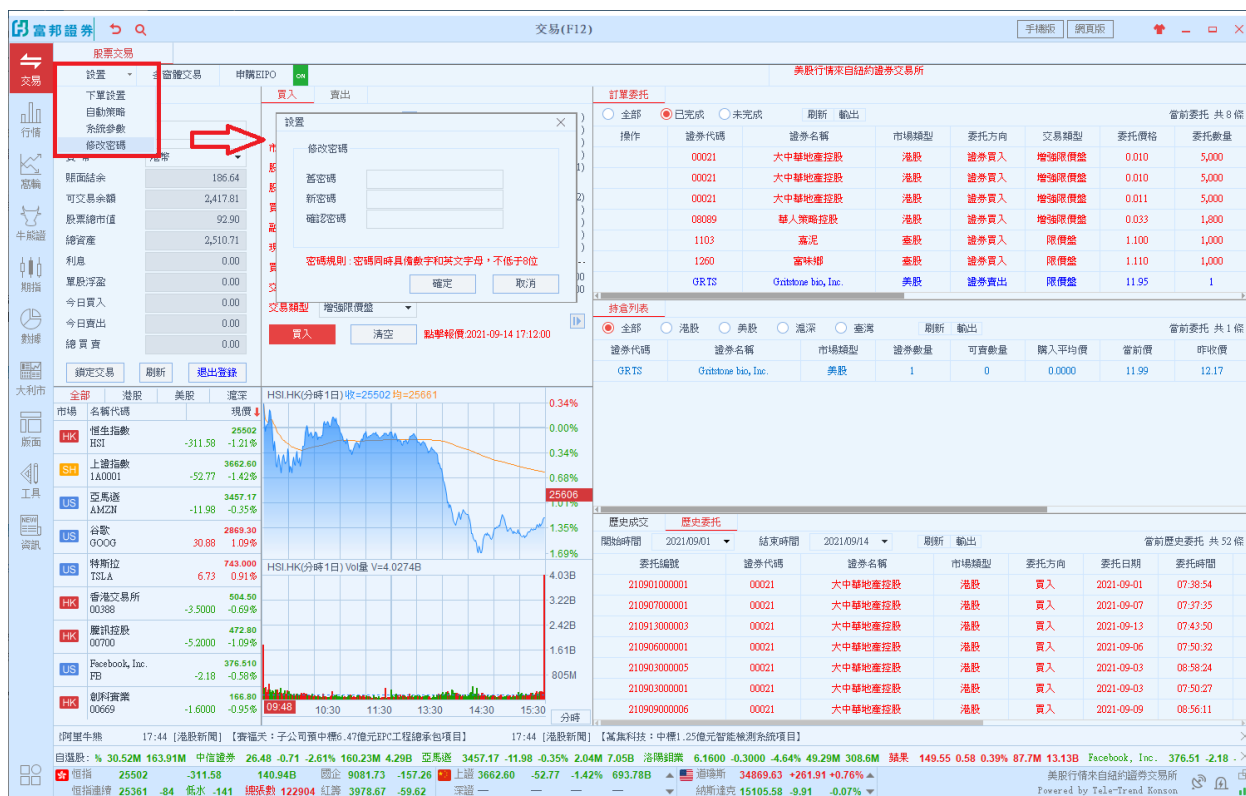 富邦證券
交易(F12)
手機版 網頁版
交易
行情
窩輪
牛熊證
期指
數據
大利市
版面
工具
NEW
資訊
股票交易
設置 多窗體交易 申購EIPO ON
美股行情來自紐約證券交易所
下單設置
自動策略
系統參數
修改密碼
港幣
賬面結余 186.64
可交易余額 2,417.81
股票總市值 92.90
總資產 2,510.71
利息 0.00
單股浮盈 0.00
今日買入 0.00
今日賣出 0.00
總買賣 0.00
鎖定交易 刷新 退出登錄
買入 賣出
設置
修改密碼
舊密碼
新密碼
確認密碼
密碼規則:密碼同時具備數字和英文字母，不低于8位
確定 取消
交易類型 增強限價盤
買入 清空 點擊報價:2021-09-14 17:12:00
訂單委托
全部 已完成 未完成 刷新 輸出 當前委托 共8條
操作 證券代碼 證券名稱 市場類型 委托方向 交易類型 委托價格 委托數量
00021 大中華地產控股 港股 證券買入 增強限價盤 0.010 5,000
00021 大中華地產控股 港股 證券買入 增強限價盤 0.010 5,000
00021 大中華地產控股 港股 證券買入 增強限價盤 0.011 5,000
08089 華人策略控股 港股 證券買入 增強限價盤 0.033 1,800
1103 嘉泥 臺股 證券買入 限價盤 1.100 1,000
1260 富味鄉 臺股 證券買入 限價盤 1.110 1,000
GRTS Gritstone bio, Inc. 美股 證券賣出 限價盤 11.95 1
持倉列表
全部 港股 美股 滬深 臺灣 刷新 輸出 當前委托 共1條
證券代碼 證券名稱 市場類型 證券數量 可賣數量 購入平均價 當前價 昨收價
GRTS Gritstone bio, Inc. 美股 1 0 0.0000 11.99 12.17
全部 港股 美股 滬深
市場 名稱代碼 現價
HK 恒生指數 25502
HSI -311.58 -1.21%
SH 上證指數 3662.60
1A0001 -52.77 -1.42%
US 亞馬遜 3457.17
AMZN -11.98 -0.35%
US 谷歌 2869.30
GOOG 30.88 1.09%
US 特斯拉 743.000
TSLA 6.73 0.91%
HK 香港交易所 504.50
00388 -3.5000 -0.69%
HK 騰訊控股 472.80
00700 -5.2000 -1.09%
US Facebook, Inc. 376.510
FB -2.18 -0.58%
HK 創科實業 166.80
00669 -1.6000 -0.95%
HSI.HK(分時1日) 收=25502 均=25661
0.34%
0.00%
0.34%
0.68%
25606
1.01%
1.35%
1.69%
HSI.HK(分時1日) Vol量 V=4.0274B
4.03B
3.22B
2.42B
1.61B
805M
09:48 10:30 11:30 13:30 14:30 15:30
分時
歷史成交 歷史委托
開始時間 2021/09/01 結束時間 2021/09/14 刷新 輸出 當前歷史委托 共52條
委托編號 證券代碼 證券名稱 市場類型 委托方向 委托日期 委托時間
210901000001 00021 大中華地產控股 港股 買入 2021-09-01 07:38:54
210907000001 00021 大中華地產控股 港股 買入 2021-09-07 07:37:35
210913000003 00021 大中華地產控股 港股 買入 2021-09-13 07:43:50
210906000001 00021 大中華地產控股 港股 買入 2021-09-06 07:50:32
210903000005 00021 大中華地產控股 港股 買入 2021-09-03 08:58:24
210903000001 00021 大中華地產控股 港股 買入 2021-09-03 07:50:27
210909000006 00021 大中華地產控股 港股 買入 2021-09-09 08:56:11
阿里牛熊 17:44 [港股新聞] 【賽福天：子公司預中標6.47億元EPC工程總承包項目】 17:44 [港股新聞] 【萬集科技：中標1.25億元智能檢測系統項目】
自選股: % 30.52M 163.91M 中信證券 26.48 -0.71 -2.61% 160.23M 4.29B 亞馬遜 3457.17 -11.98 -0.35% 2.04M 7.05B 洛陽鉬業 6.1600 -0.3000 -4.64% 49.29M 308.6M 蘋果 149.55 0.58 0.39% 87.7M 13.13B Facebook, Inc. 376.51 -2.18
恒指 25502 -311.58 140.94B 國企 9081.73 -157.26 上證 3662.60 -52.77 -1.42% 693.78B 道瓊斯 34869.63 +261.91 +0.76% 美股行情來自紐約證券交易所
恒指連續 25361 -84 低水 -141 總張數 122904 紅籌 3978.67 -59.62 深證 — — — — 納斯達克 15105.58 -9.91 -0.07% Powered by Tele-Trend Konson